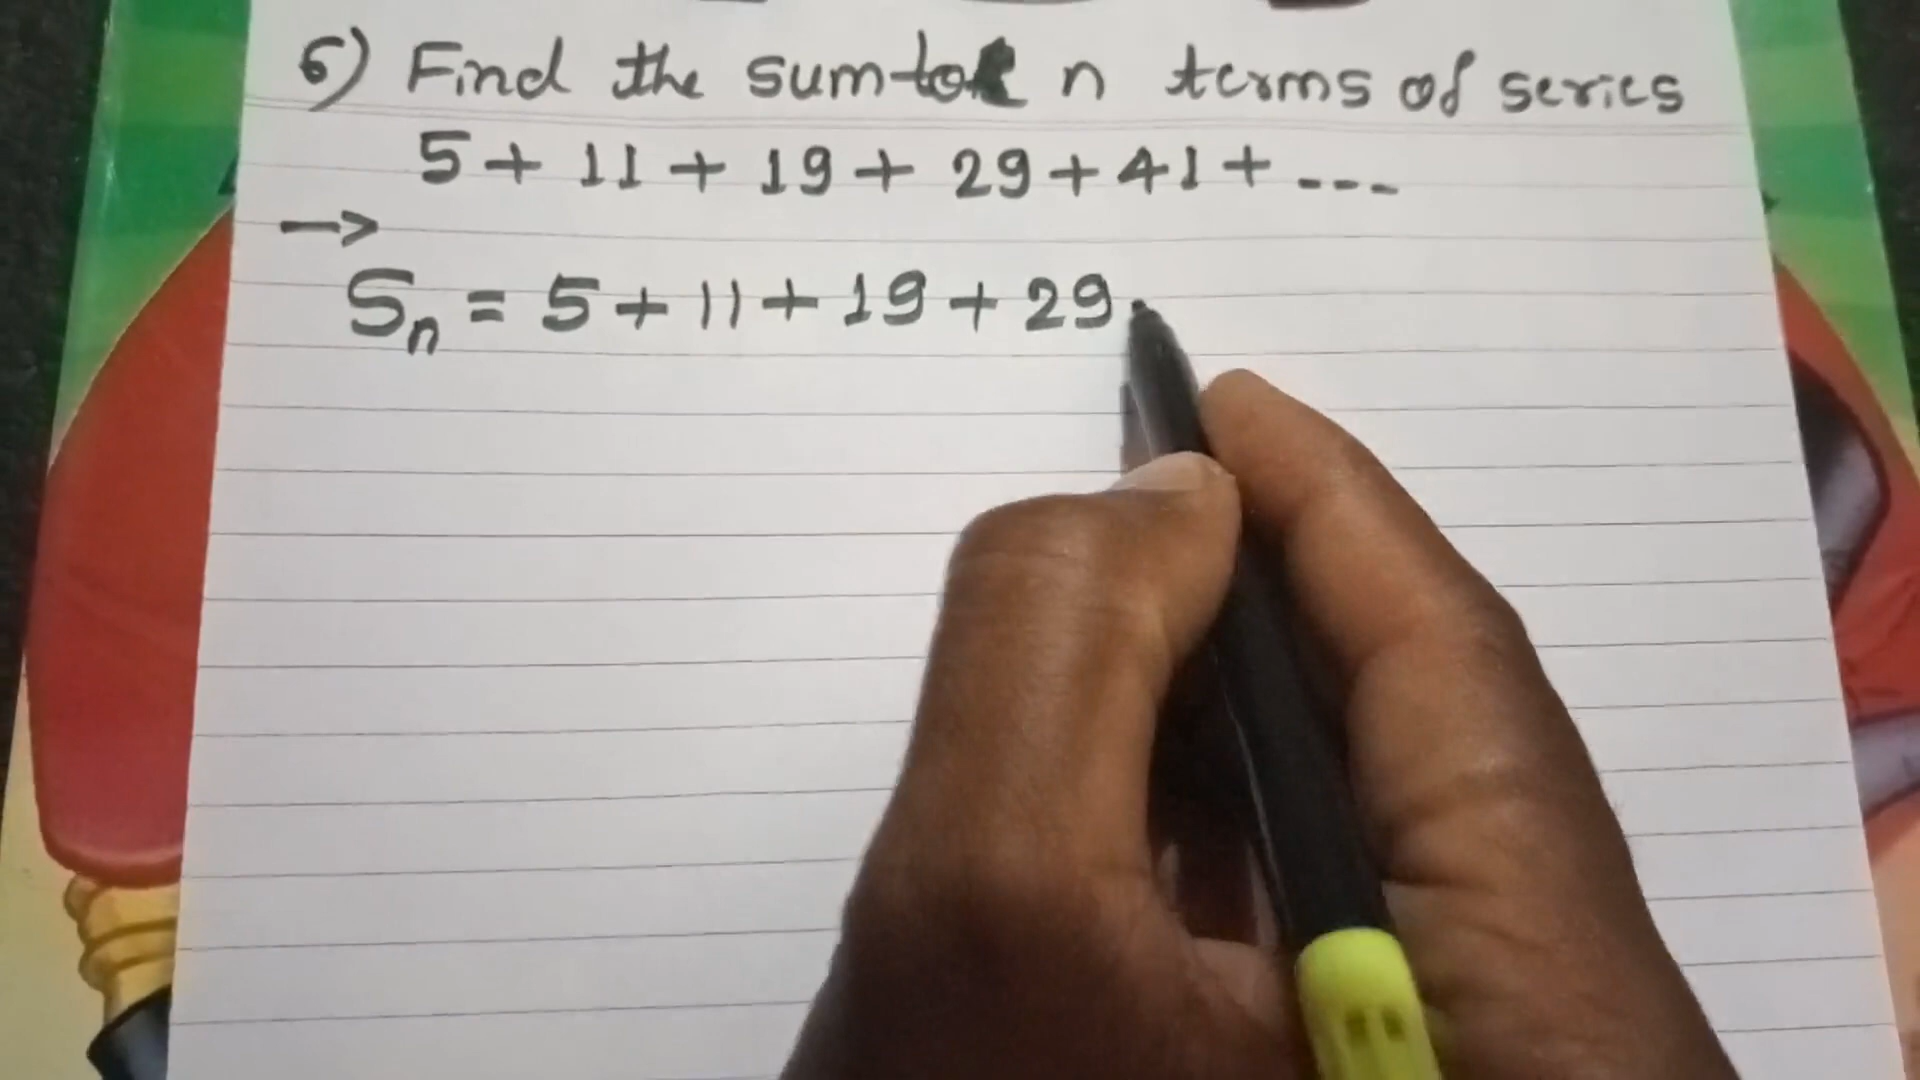 6) Find the sum to n terms of series
5 + 11 + 19 + 29 + 41 + ---
→
Sn = 5 + 11 + 19 + 29